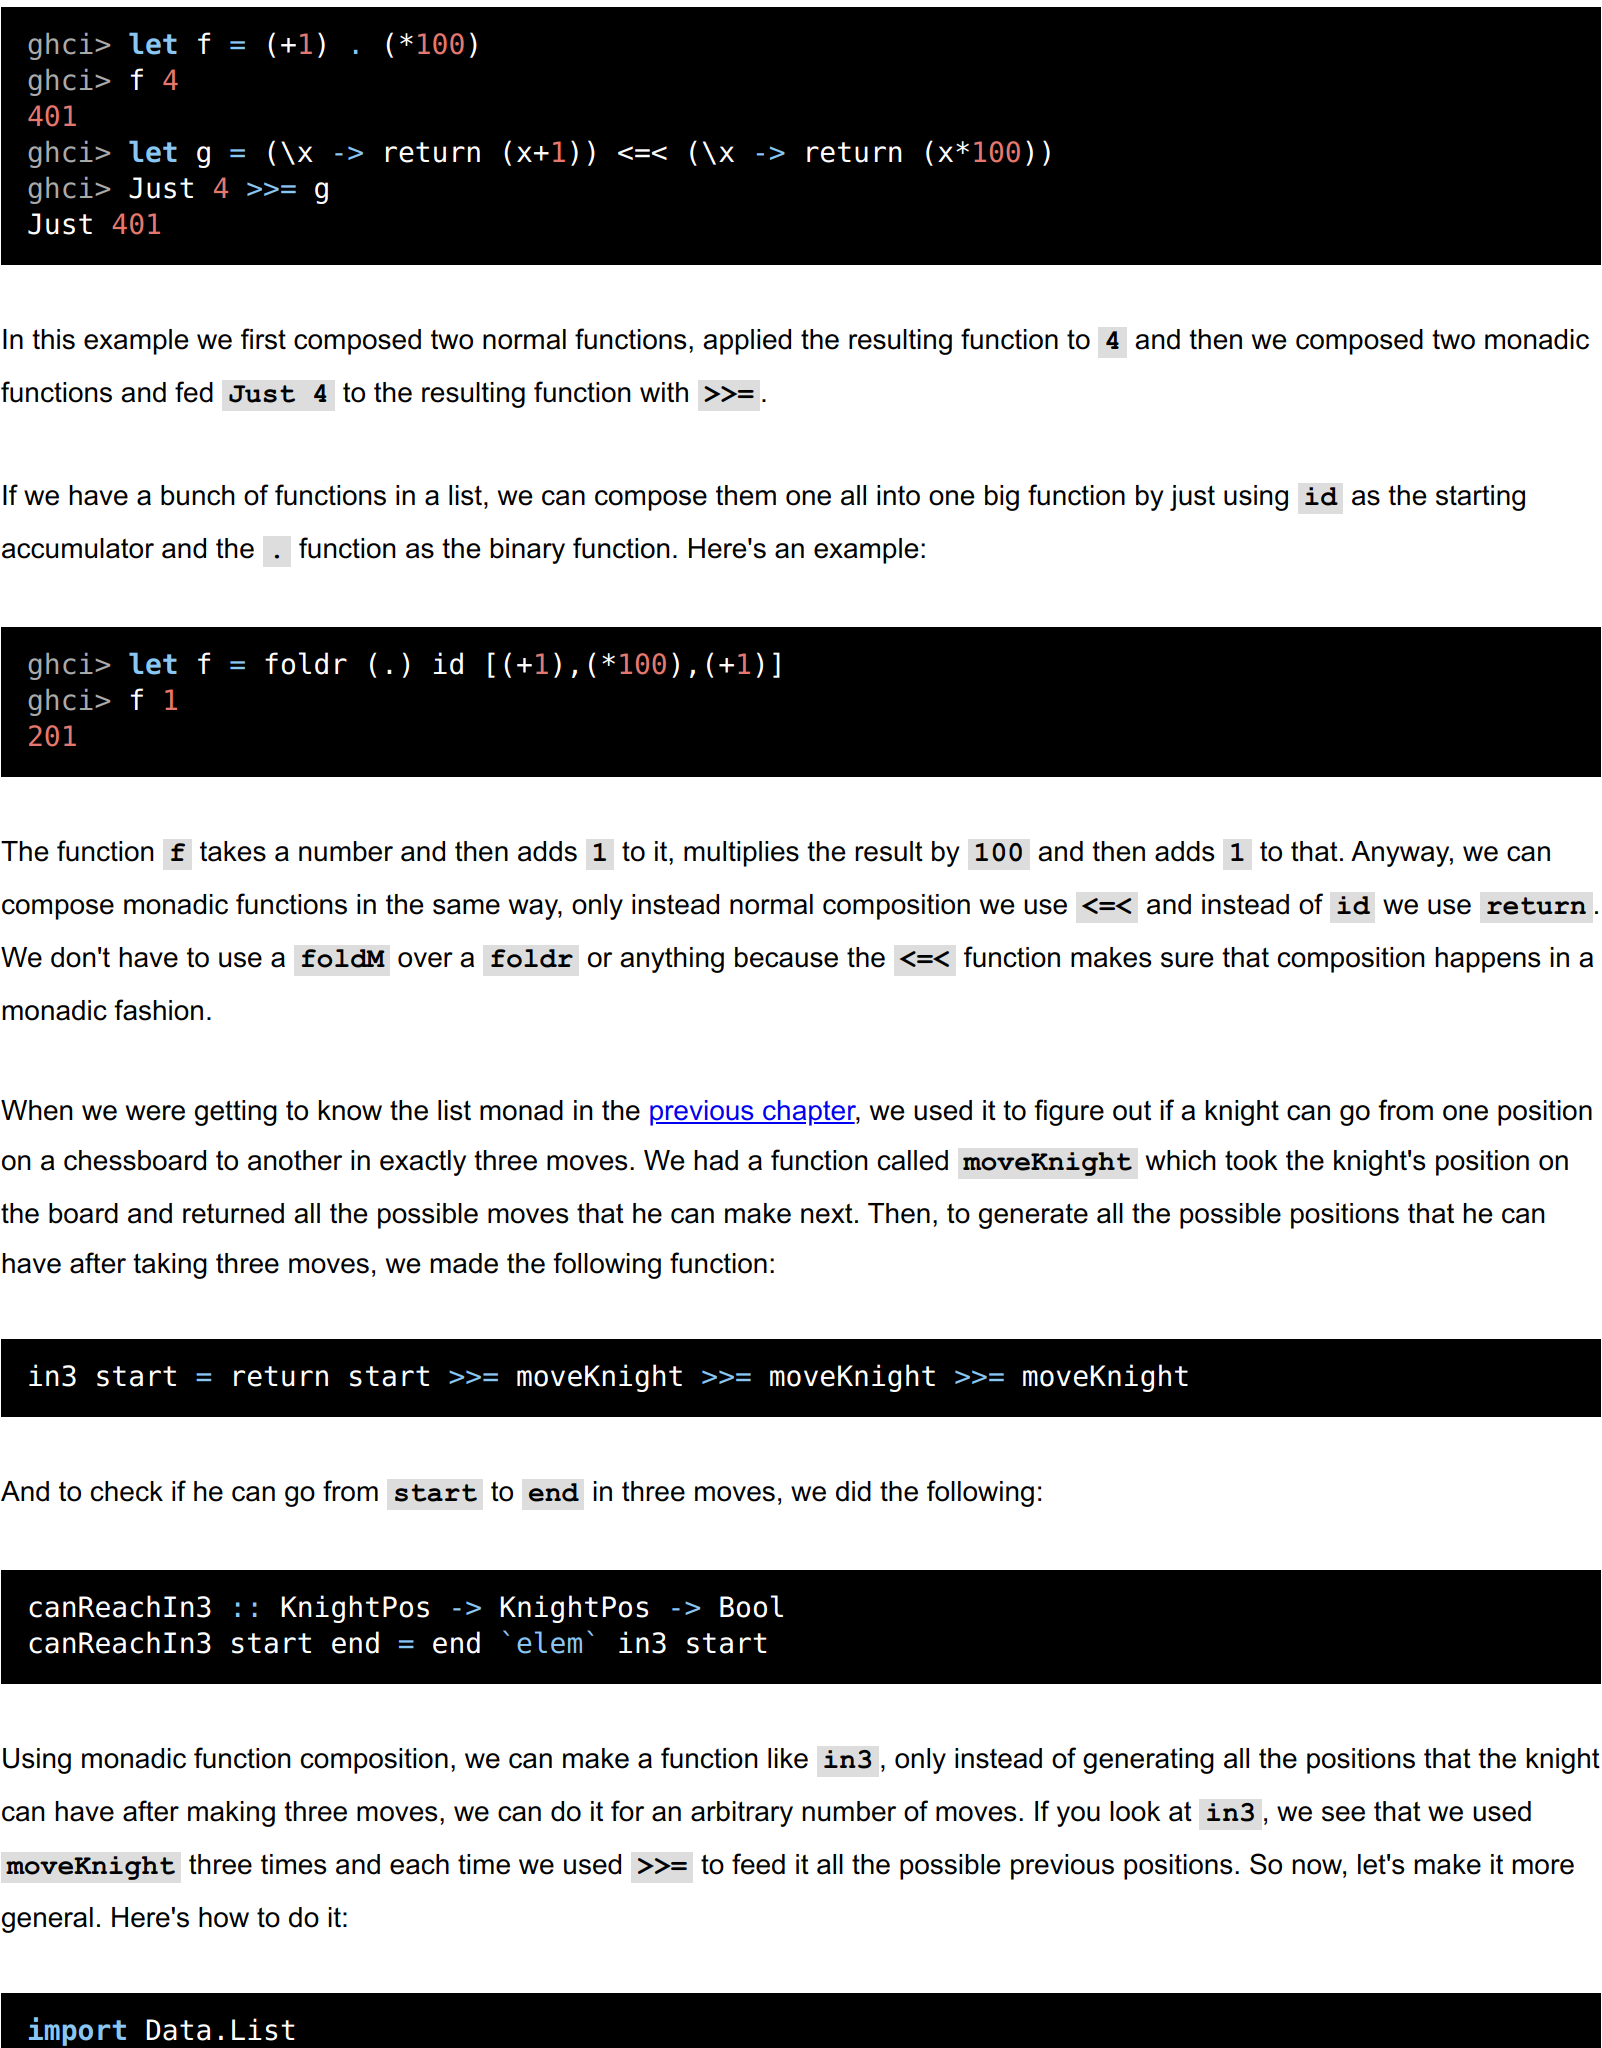 ghci> let f = (+1) . (*100)
ghci> f 4
401
ghci> let g = (\x -> return (x+1)) <=< (\x -> return (x*100))
ghci> Just 4 >>= g
Just 401
In this example we first composed two normal functions, applied the resulting function to 4 and then we composed two monadic
functions and fed Just 4 to the resulting function with >>=.
If we have a bunch of functions in a list, we can compose them one all into one big function by just using id as the starting
accumulator and the . function as the binary function. Here's an example:
ghci> let f = foldr (.) id [(+1),(*100),(+1)]
ghci> f 1
201
The function f takes a number and then adds 1 to it, multiplies the result by 100 and then adds 1 to that. Anyway, we can
compose monadic functions in the same way, only instead normal composition we use <=< and instead of id we use return.
We don't have to use a foldM over a foldr or anything because the <=< function makes sure that composition happens in a
monadic fashion.
When we were getting to know the list monad in the previous chapter, we used it to figure out if a knight can go from one position
on a chessboard to another in exactly three moves. We had a function called moveKnight which took the knight's position on
the board and returned all the possible moves that he can make next. Then, to generate all the possible positions that he can
have after taking three moves, we made the following function:
in3 start = return start >>= moveKnight >>= moveKnight >>= moveKnight
And to check if he can go from start to end in three moves, we did the following:
canReachIn3 :: KnightPos -> KnightPos -> Bool
canReachIn3 start end = end `elem` in3 start
Using monadic function composition, we can make a function like in3, only instead of generating all the positions that the knight
can have after making three moves, we can do it for an arbitrary number of moves. If you look at in3, we see that we used
moveKnight three times and each time we used >>= to feed it all the possible previous positions. So now, let's make it more
general. Here's how to do it:
import Data.List